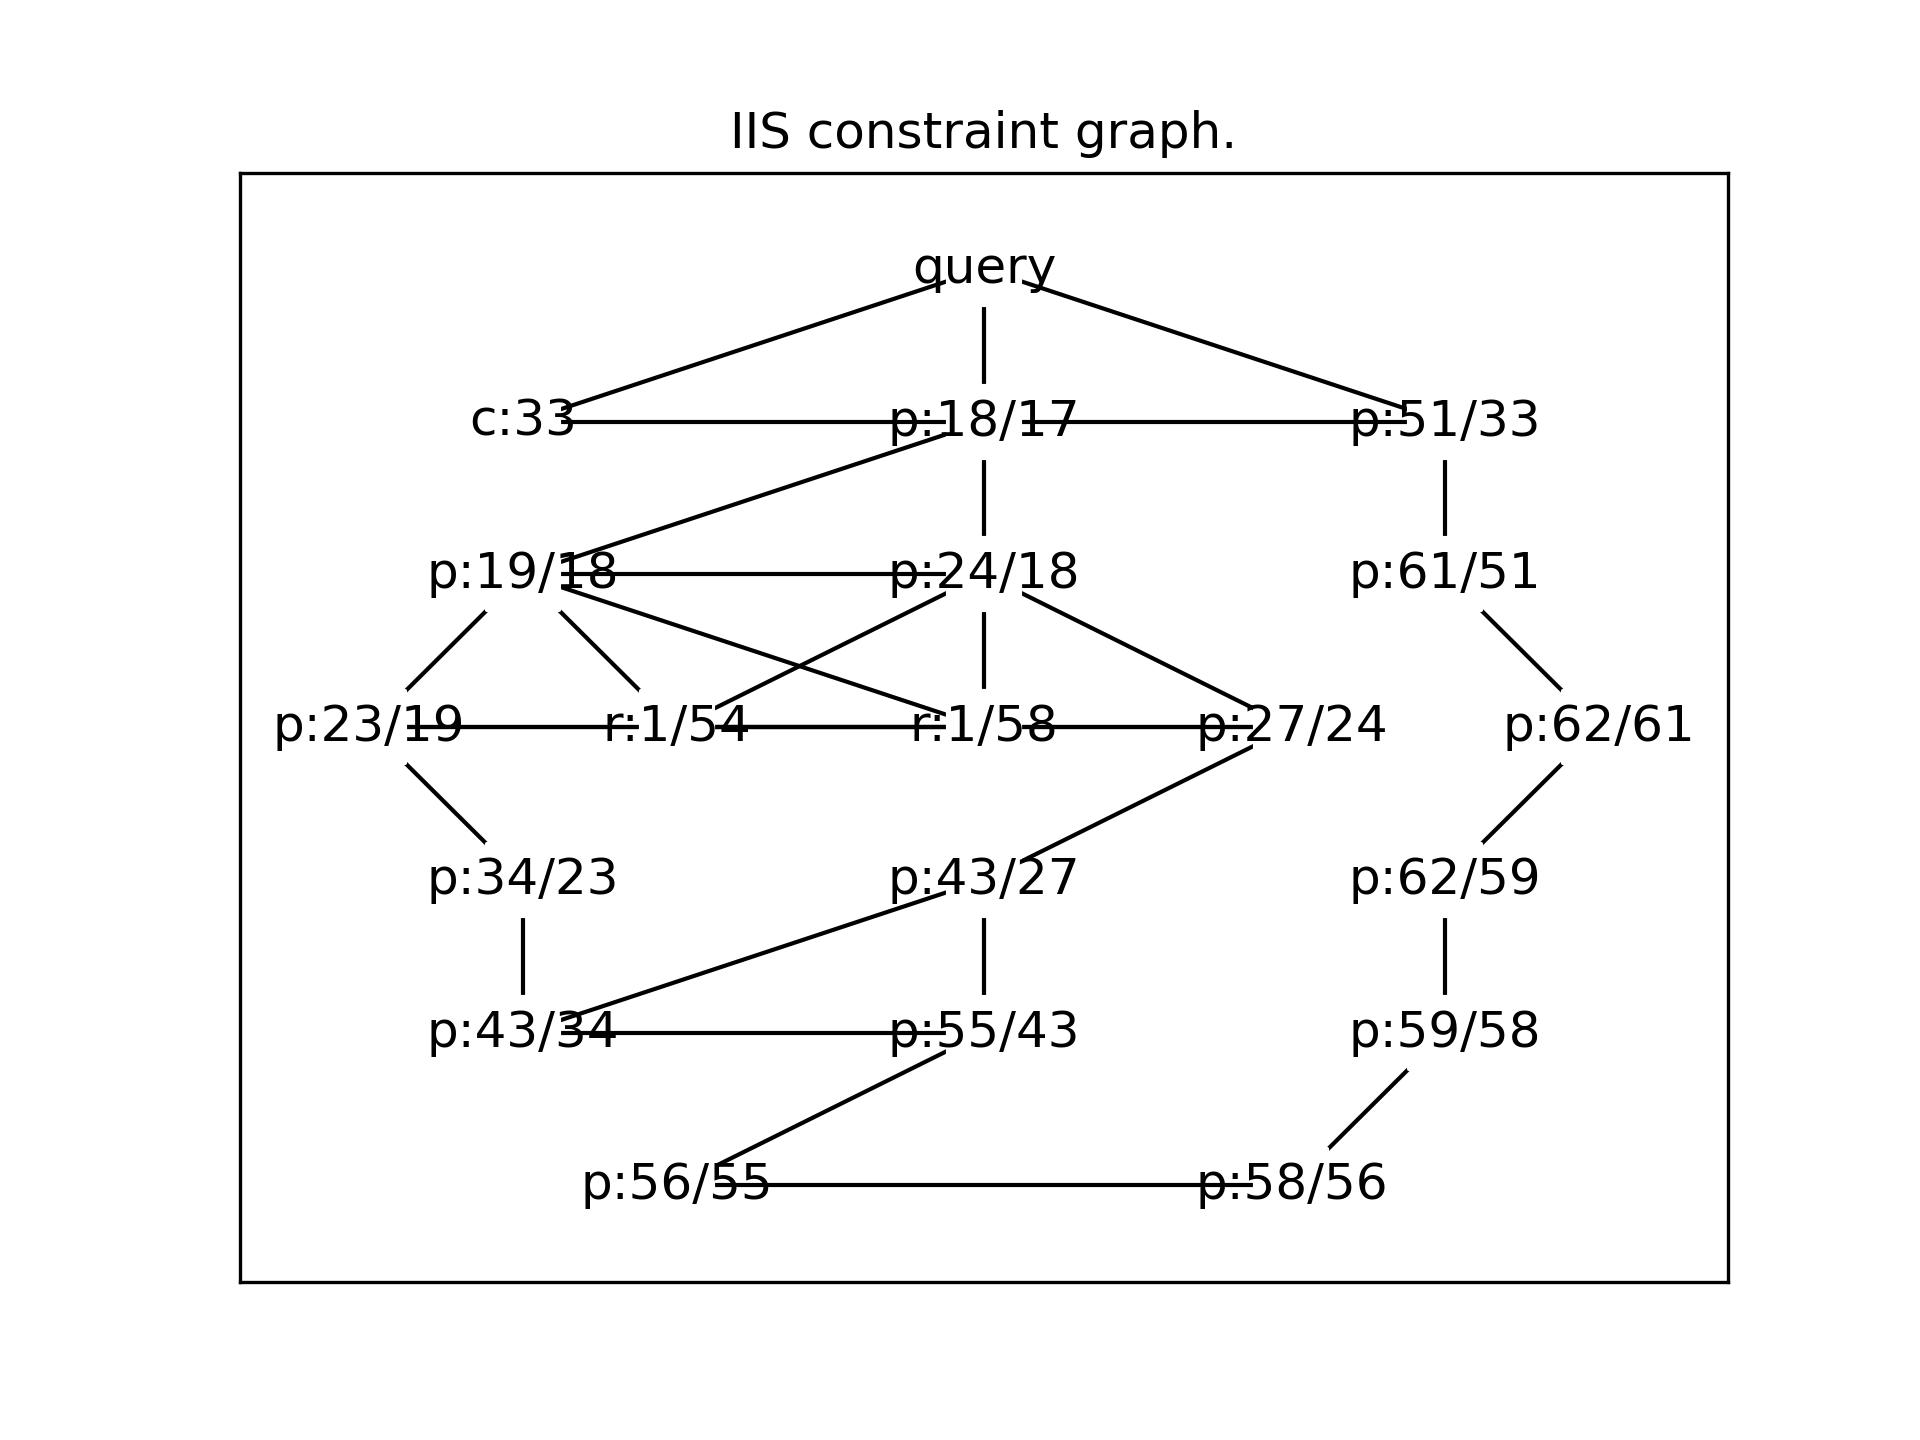 IIS constraint graph.
query
c:33 p:18/17 p:51/33
p:19/18 p:24/18 p:61/51
p:23/19 r:1/54 r:1/58 p:27/24 p:62/61
p:34/23 p:43/27 p:62/59
p:43/34 p:55/43 p:59/58
p:56/55 p:58/56